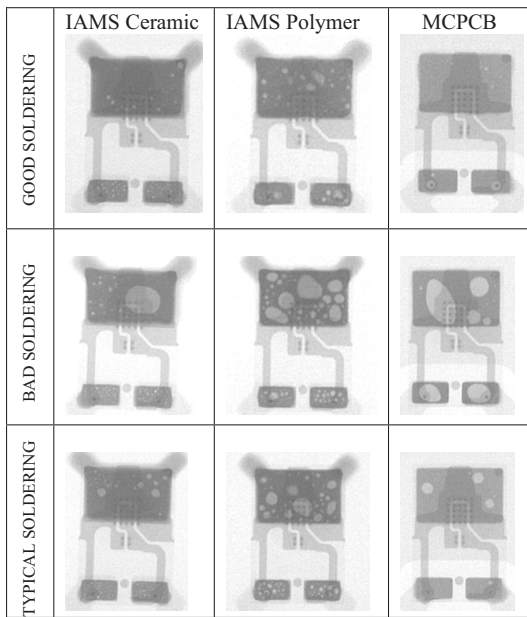 IAMS Ceramic
IAMS Polymer
MCPCB
GOOD SOLDERING
BAD SOLDERING
TYPICAL SOLDERING